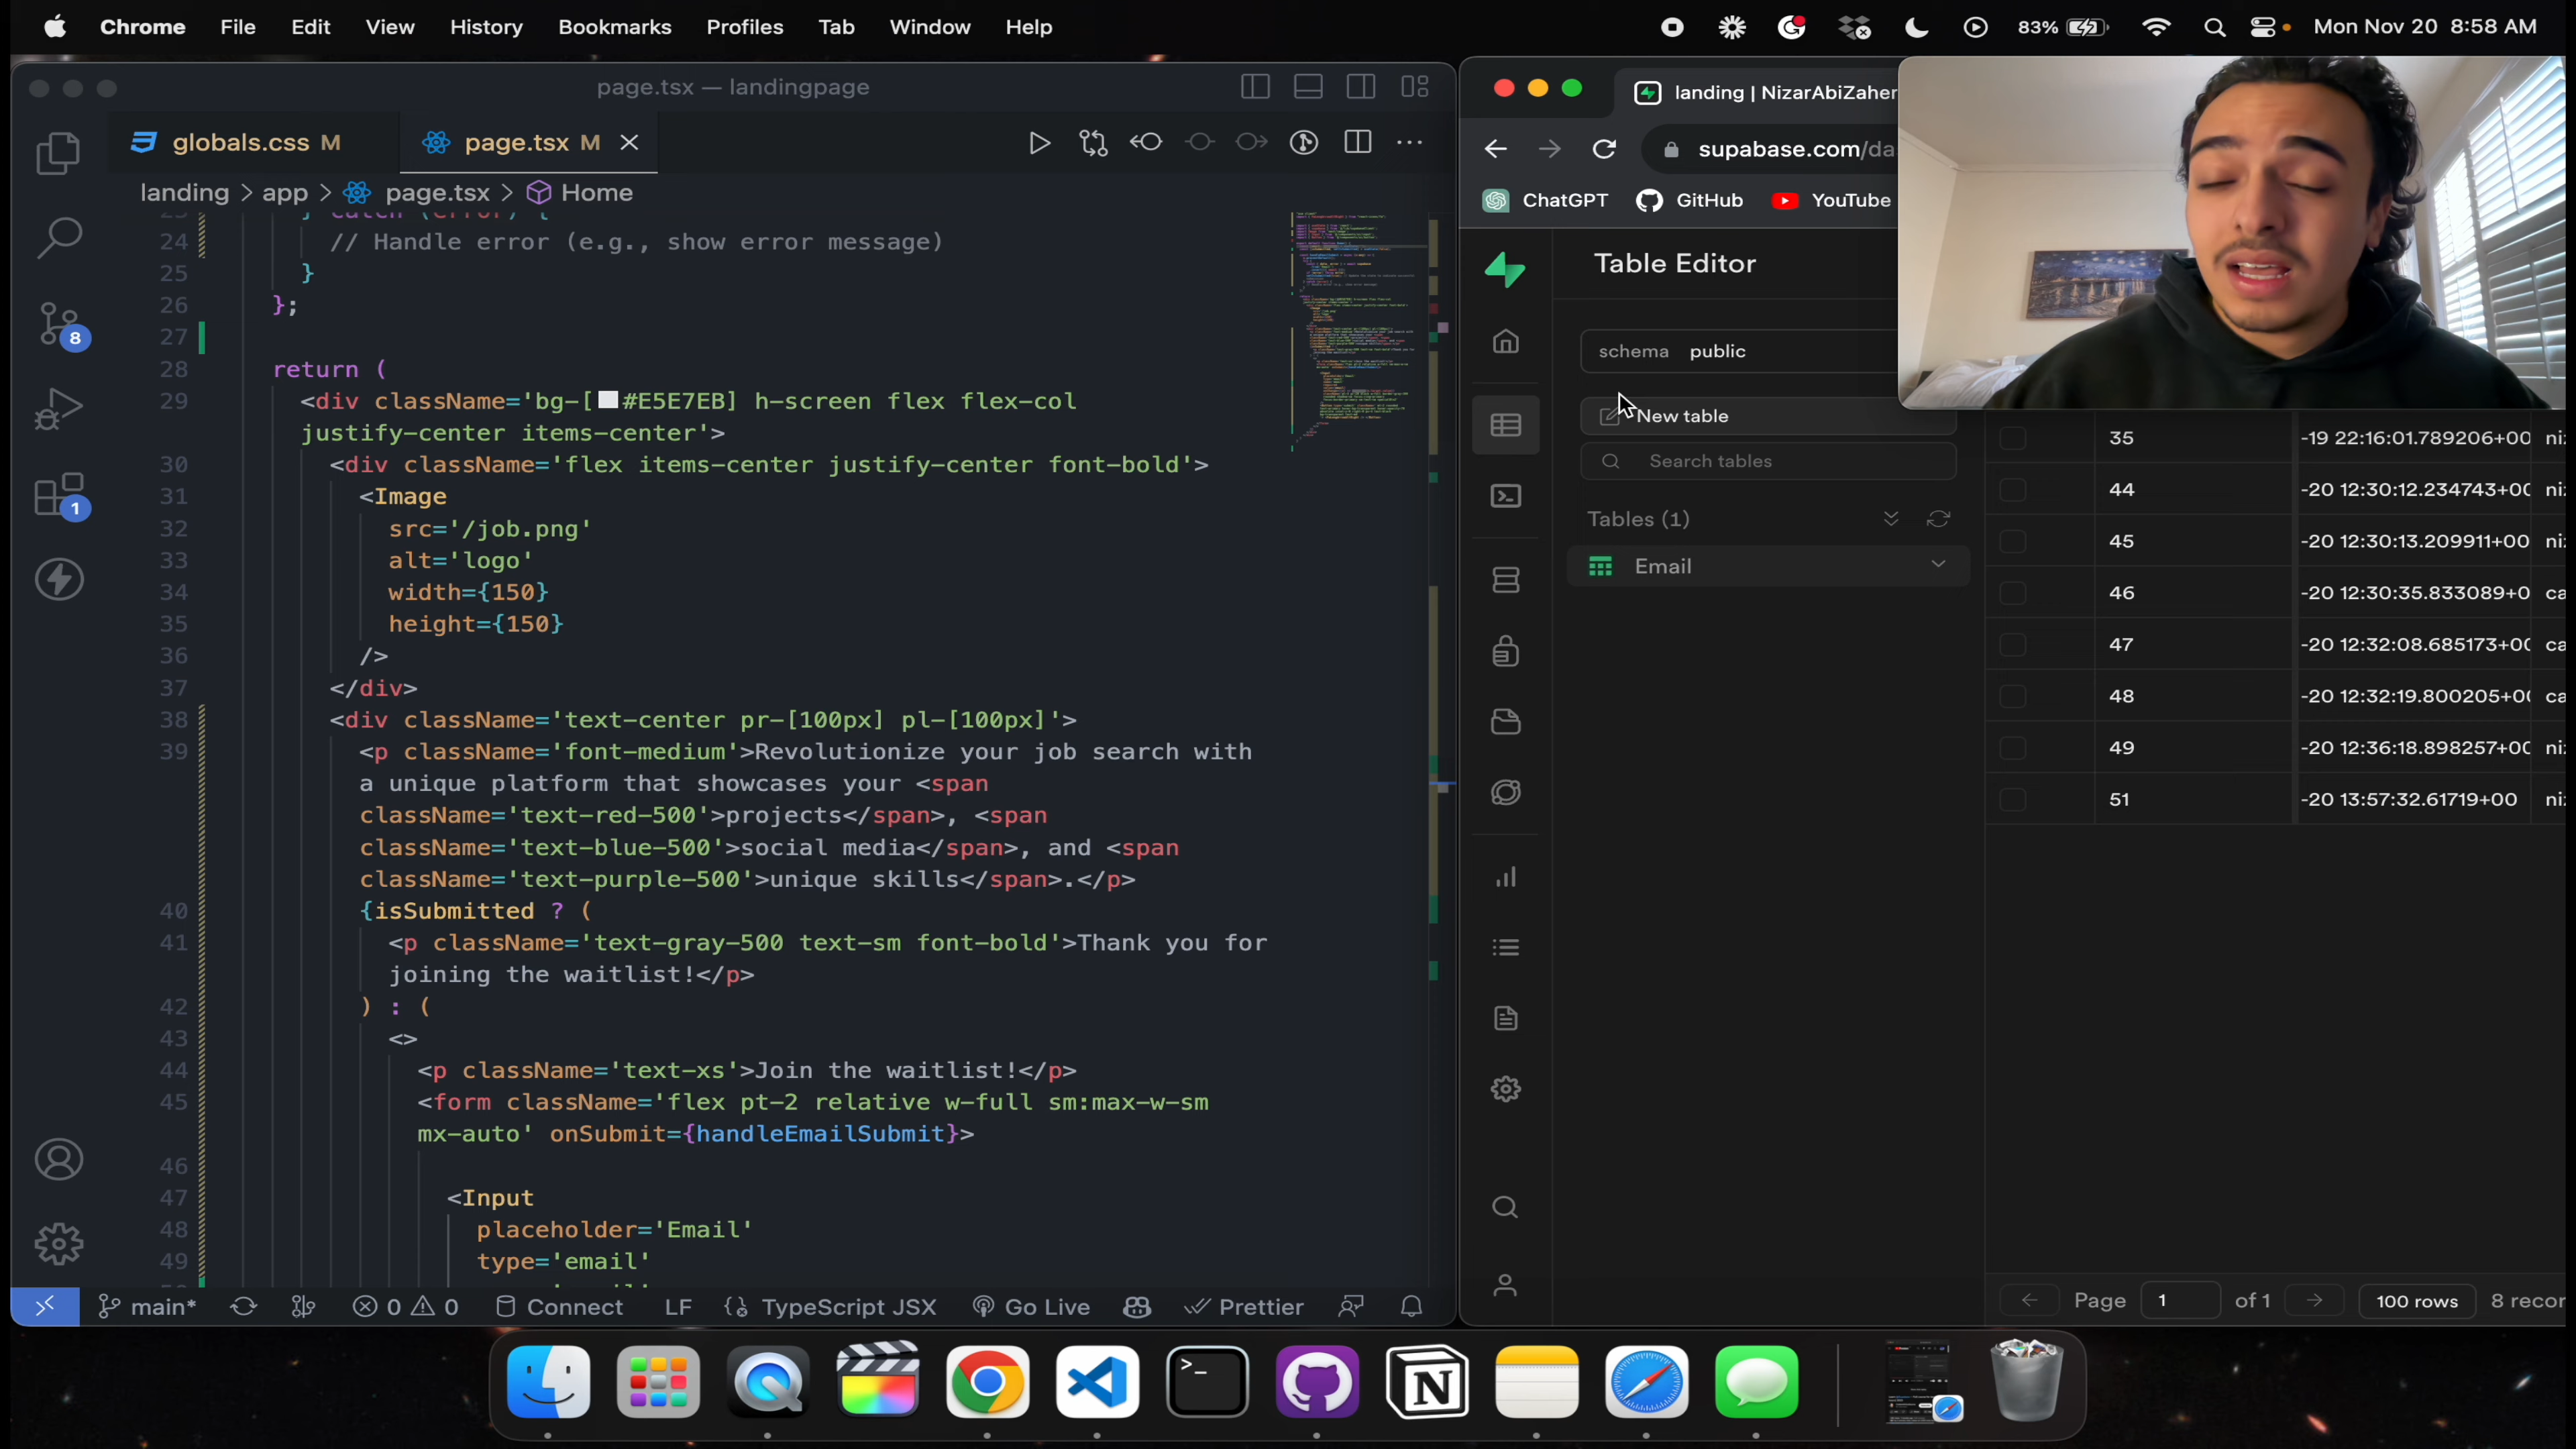 Chrome File Edit View History Bookmarks Profiles Tab Window Help
83% Mon Nov 20 8:58 AM
page.tsx — landingpage
globals.css M
page.tsx M
landing > app > page.tsx > Home
24 // Handle error (e.g., show error message)
25 }
26 };
27
28 return (
29 <div className='bg-[#E5E7EB] h-screen flex flex-col
justify-center items-center'>
30 <div className='flex items-center justify-center font-bold'>
31 <Image
32 src='/job.png'
33 alt='logo'
34 width={150}
35 height={150}
36 />
37 </div>
38 <div className='text-center pr-[100px] pl-[100px]'>
39 <p className='font-medium'>Revolutionize your job search with
a unique platform that showcases your <span
className='text-red-500'>projects</span>, <span
className='text-blue-500'>social media</span>, and <span
className='text-purple-500'>unique skills</span>.</p>
40 {isSubmitted ? (
41 <p className='text-gray-500 text-sm font-bold'>Thank you for
joining the waitlist!</p>
42 ) : (
43 <>
44 <p className='text-xs'>Join the waitlist!</p>
45 <form className='flex pt-2 relative w-full sm:max-w-sm
mx-auto' onSubmit={handleEmailSubmit}>
46
47 <Input
48 placeholder='Email'
49 type='email'
8
1
main* 0 0 Connect LF TypeScript JSX Go Live Prettier
landing | NizarAbiZaher
supabase.com/da
ChatGPT GitHub YouTube
Table Editor
schema public
New table
Search tables
Tables (1)
Email
35 -19 22:16:01.789206+00
44 -20 12:30:12.234743+00
45 -20 12:30:13.209911+00
46 -20 12:30:35.833089+0
47 -20 12:32:08.685173+00
48 -20 12:32:19.800205+00
49 -20 12:36:18.898257+00
51 -20 13:57:32.61719+00
Page 1 of 1 100 rows 8 recor